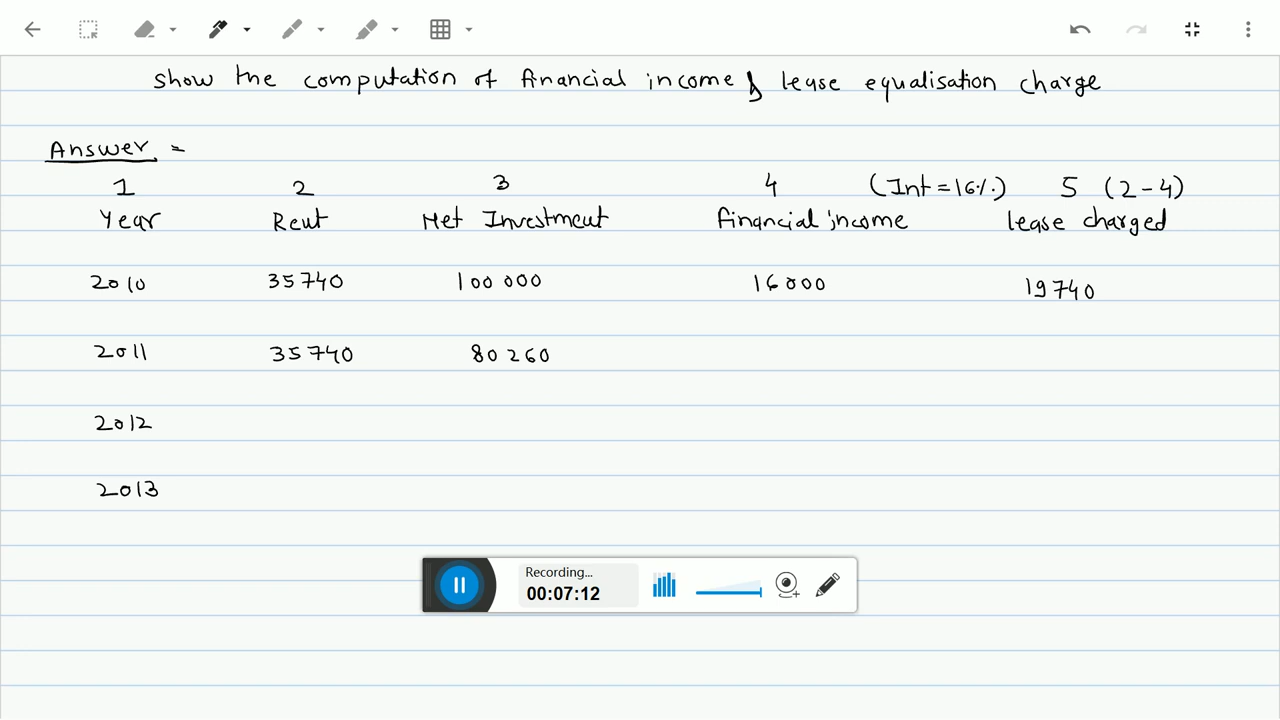 show the computation of financial income & lease equalisation charge
Answer =
1 2 3 4 (Int = 16%) 5 (2-4)
Year Rent Net Investment financial income lease charged
2010 35740 100 000 16000 19740
2011 35740 80260
2012
2013
Recording...
00:07:12